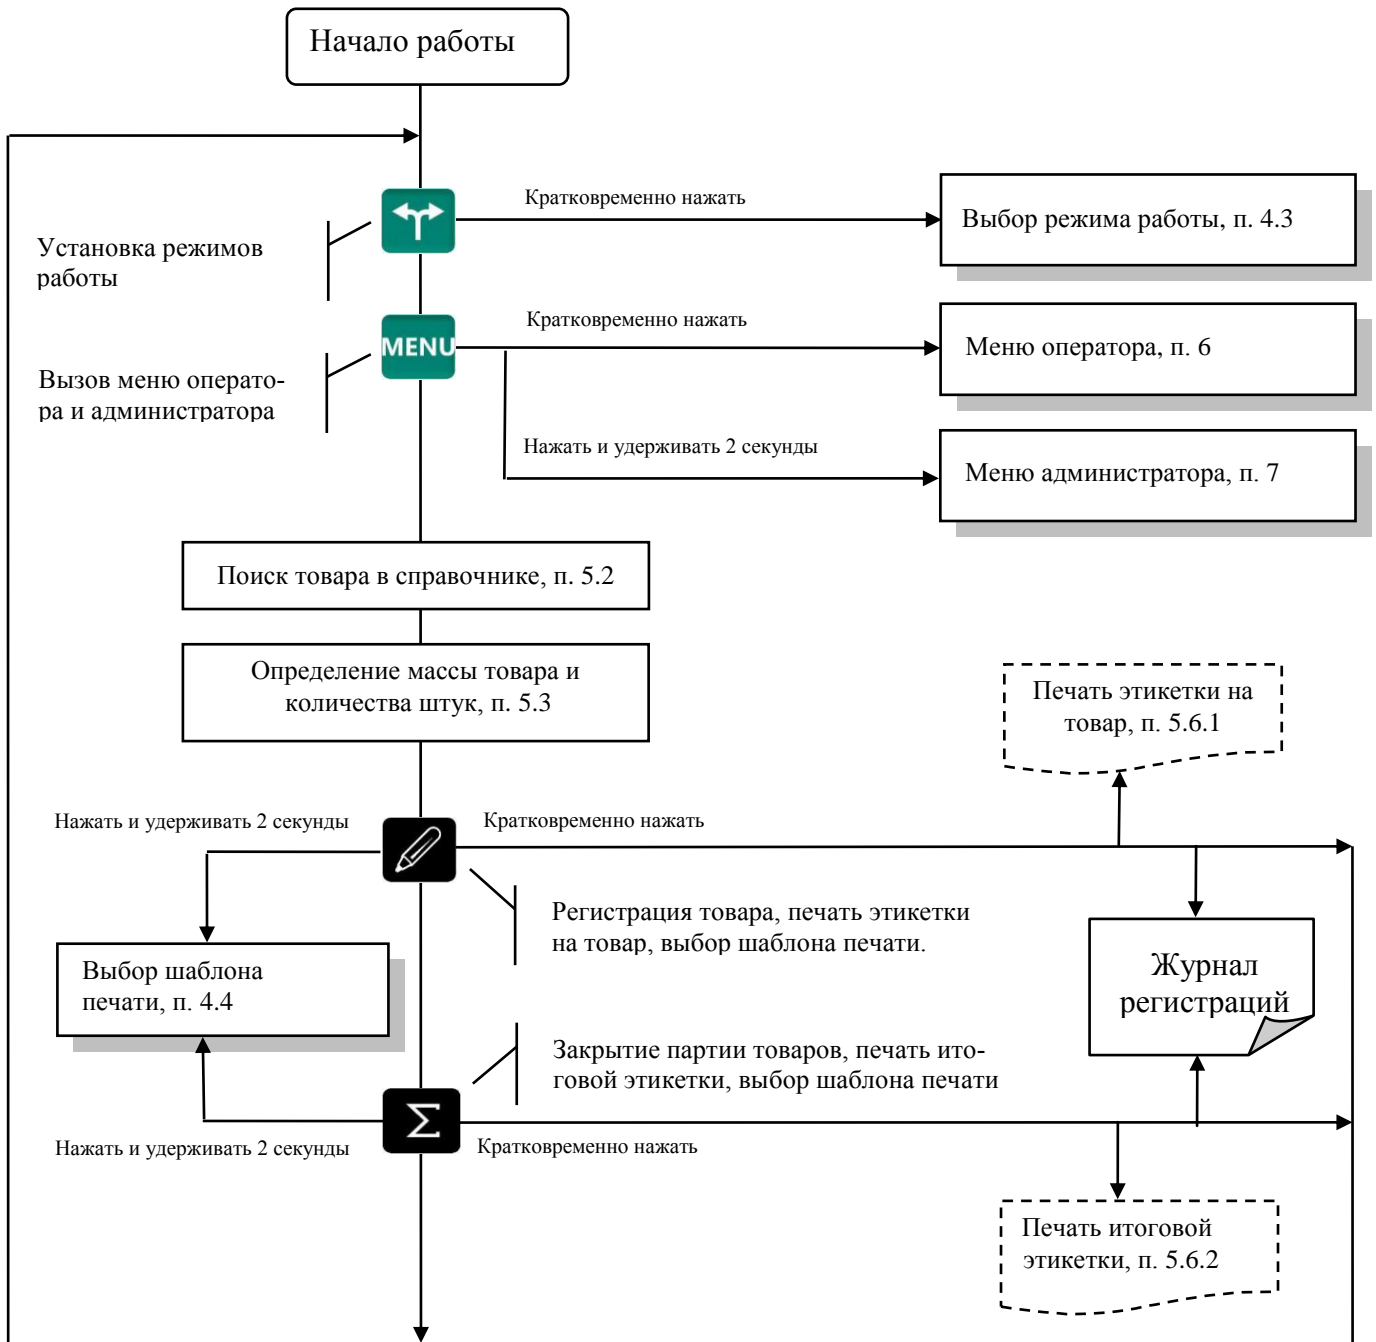 Начало работы
Кратковременно нажать
Выбор режима работы, п. 4.3
Установка режимов
работы
Кратковременно нажать
MENU
Меню оператора, п. 6
Вызов меню операто-
ра и администратора
Нажать и удерживать 2 секунды
Меню администратора, п. 7
Поиск товара в справочнике, п. 5.2
Определение массы товара и
количества штук, п. 5.3
Печать этикетки на
товар, п. 5.6.1
Нажать и удерживать 2 секунды
Кратковременно нажать
Регистрация товара, печать этикетки
на товар, выбор шаблона печати.
Выбор шаблона
печати, п. 4.4
Журнал
регистраций
Закрытие партии товаров, печать ито-
говой этикетки, выбор шаблона печати
Σ
Нажать и удерживать 2 секунды
Кратковременно нажать
Печать итоговой
этикетки, п. 5.6.2